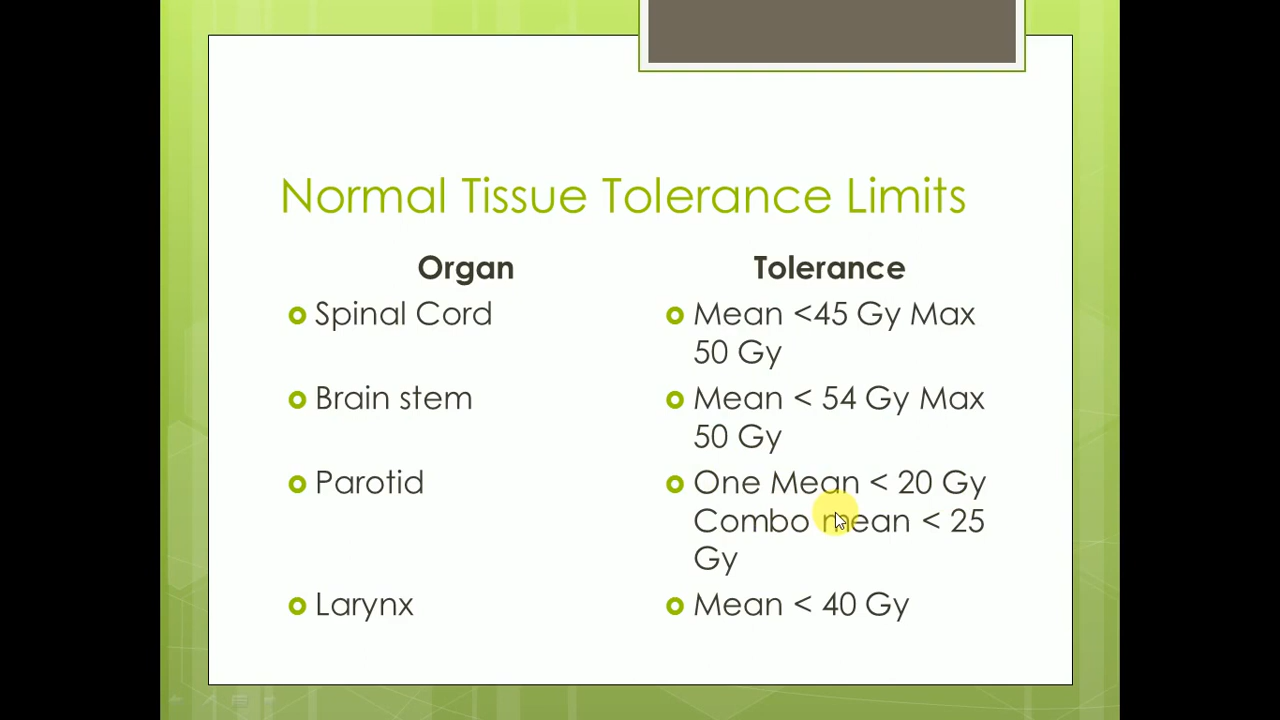 Normal Tissue Tolerance Limits
Organ
Spinal Cord
Brain stem
Parotid
Larynx
Tolerance
Mean <45 Gy Max
50 Gy
Mean < 54 Gy Max
50 Gy
One Mean < 20 Gy
Combo mean < 25
Gy
Mean < 40 Gy